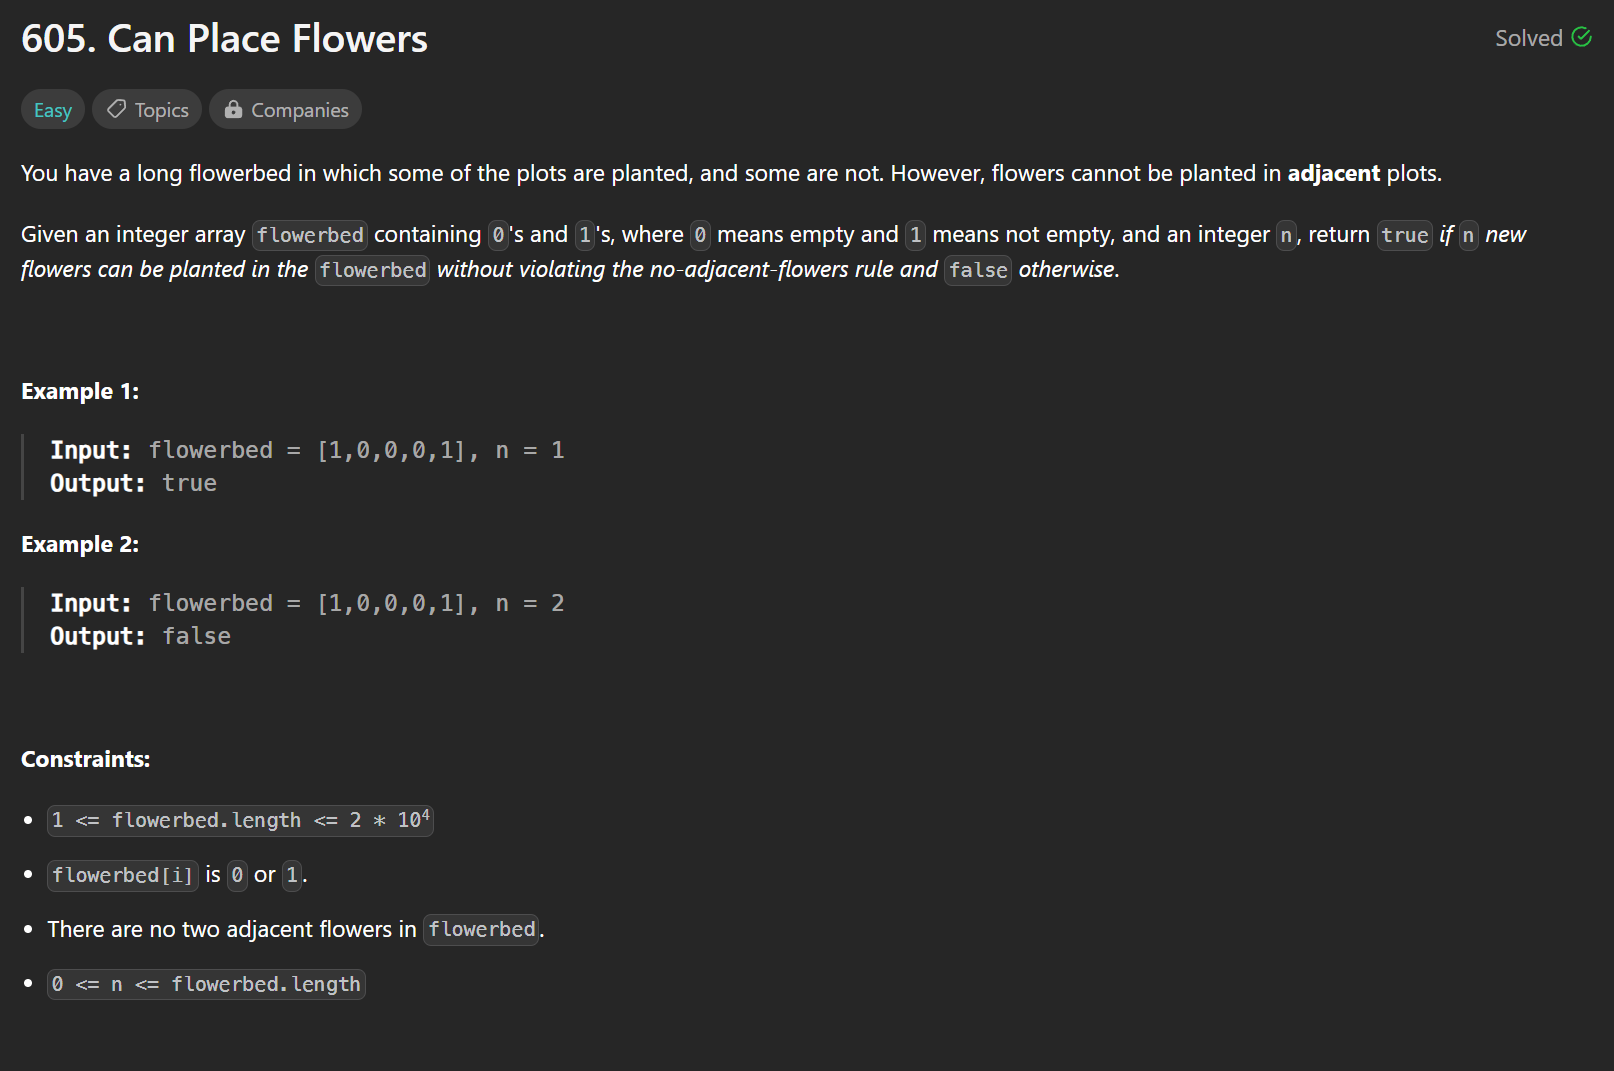 605. Can Place Flowers
Solved
Easy
Topics
Companies
You have a long flowerbed in which some of the plots are planted, and some are not. However, flowers cannot be planted in adjacent plots.
Given an integer array flowerbed containing 0's and 1's, where 0 means empty and 1 means not empty, and an integer n, return true if n new
flowers can be planted in the flowerbed without violating the no-adjacent-flowers rule and false otherwise.
Example 1:
Input: flowerbed = [1,0,0,0,1], n = 1
Output: true
Example 2:
Input: flowerbed = [1,0,0,0,1], n = 2
Output: false
Constraints:
1 <= flowerbed.length <= 2 * 10⁴
flowerbed[i] is 0 or 1.
There are no two adjacent flowers in flowerbed.
0 <= n <= flowerbed.length